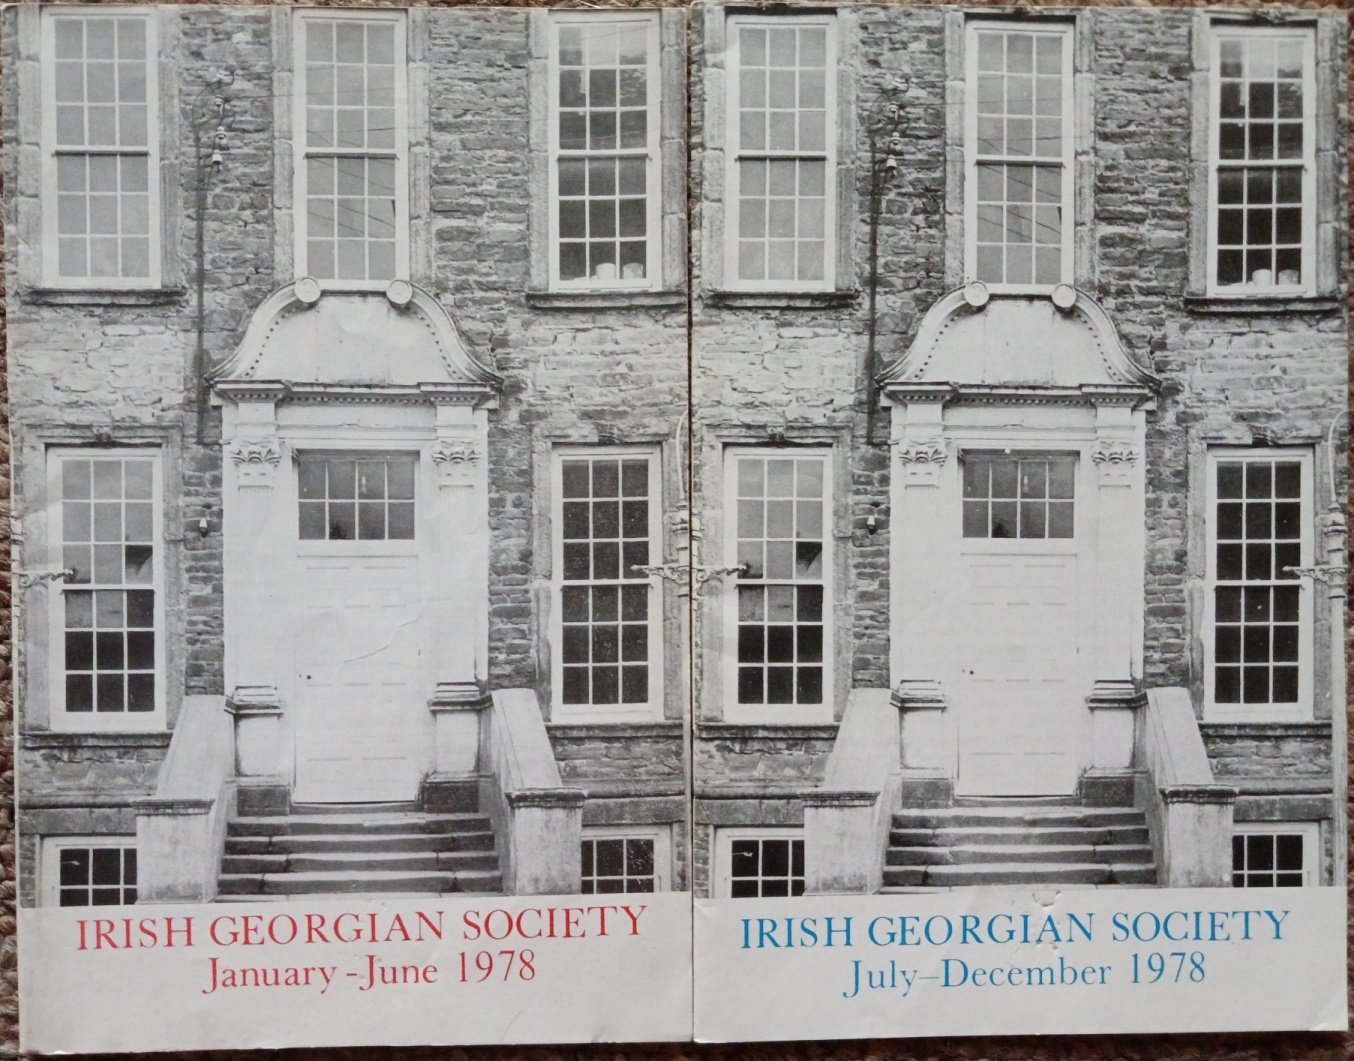 IRISH GEORGIAN SOCIETY
January-June 1978
IRISH GEORGIAN SOCIETY
July–December 1978